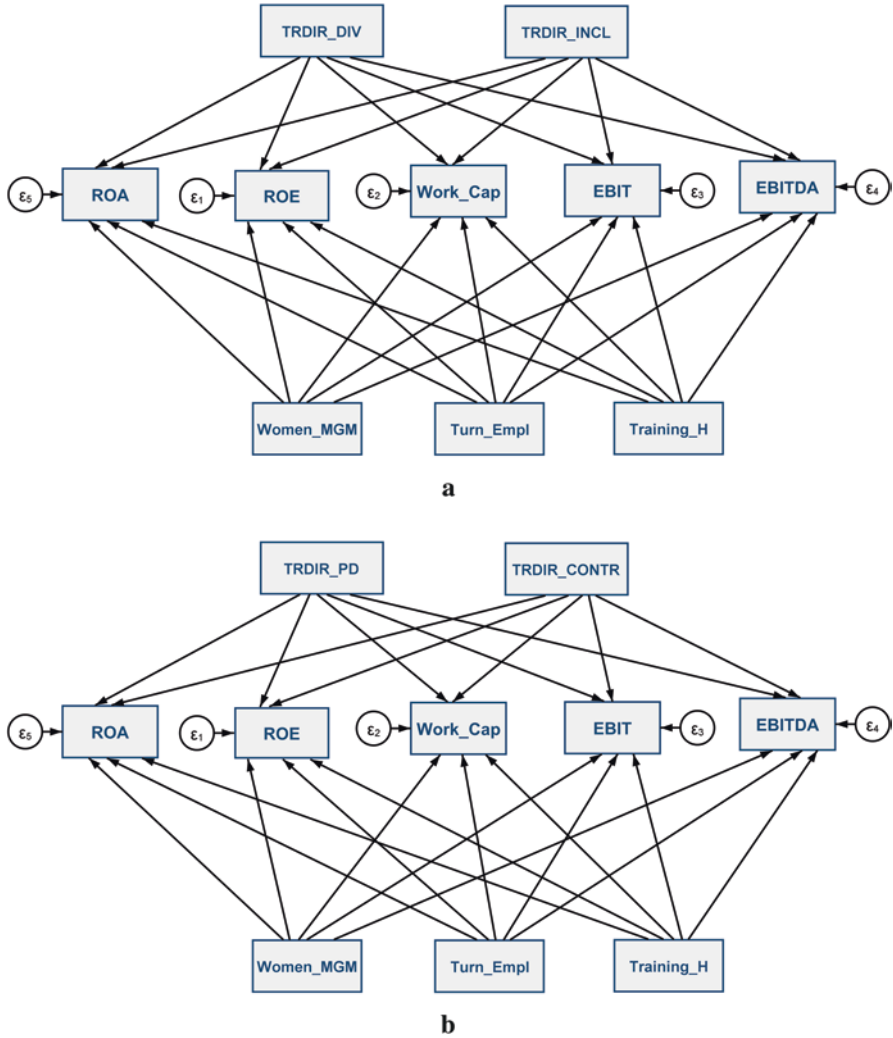 TRDIR_DIV TRDIR_INCL
ε5 ROA ε1 ROE ε2 Work_Cap EBIT ε3 EBITDA ε4
Women_MGM Turn_Empl Training_H
a
TRDIR_PD TRDIR_CONTR
ε5 ROA ε1 ROE ε2 Work_Cap EBIT ε3 EBITDA ε4
Women_MGM Turn_Empl Training_H
b